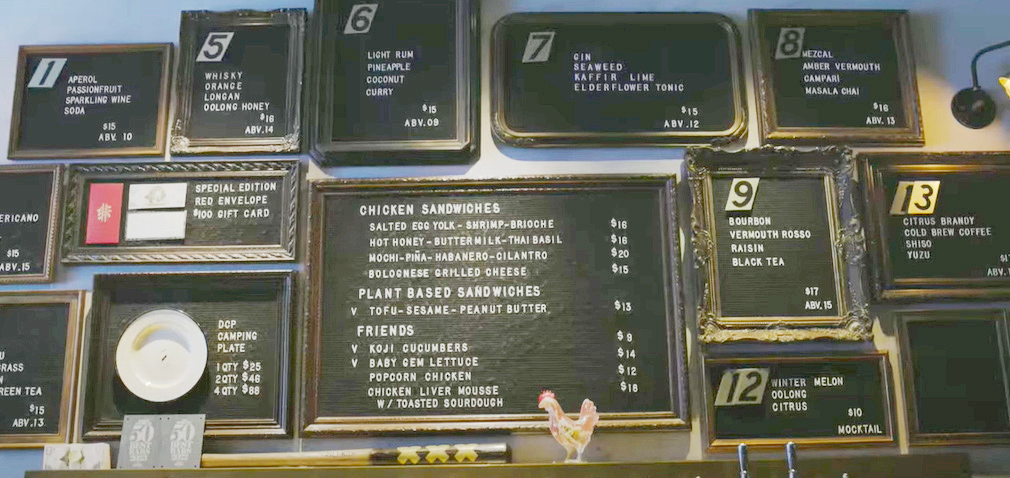 1
APEROL
PASSIONFRUIT
SPARKLING WINE
SODA
$15
ABV. 10
5
WHISKY
ORANGE
LONGAN
OOLONG HONEY
$16
ABV.14
6
LIGHT RUM
PINEAPPLE
COCONUT
CURRY
$15
ABV.09
7
GIN
SEAWEED
KAFFIR LIME
ELDERFLOWER TONIC
$15
ABV.12
8
MEZCAL
AMBER VERMOUTH
CAMPARI
MASALA CHAI
$16
ABV. 13
$15
ABV.15
SPECIAL EDITION
RED ENVELOPE
$100 GIFT CARD
CHICKEN SANDWICHES
SALTED EGG YOLK-SHRIMP-BRIOCHE $16
HOT HONEY-BUTTERMILK-THAI BASIL $16
MOCHI-PIÑA-HABANERO-CILANTRO $20
BOLOGNESE GRILLED CHEESE $15
PLANT BASED SANDWICHES
V TOFU-SESAME-PEANUT BUTTER $13
FRIENDS
V KOJI CUCUMBERS $9
V BABY GEM LETTUCE $14
POPCORN CHICKEN $12
CHICKEN LIVER MOUSSE $18
W/ TOASTED SOURDOUGH
9
BOURBON
VERMOUTH ROSSO
RAISIN
BLACK TEA
$17
ABV. 15
13
CITRUS BRANDY
COLD BREW COFFEE
SHISO
YUZU
TEA
$15
ABV.13
DCP
CAMPING
PLATE
1 QTY $25
2 QTY $48
4 QTY $88
12
WINTER MELON
OOLONG
CITRUS
$10
MOCKTAIL